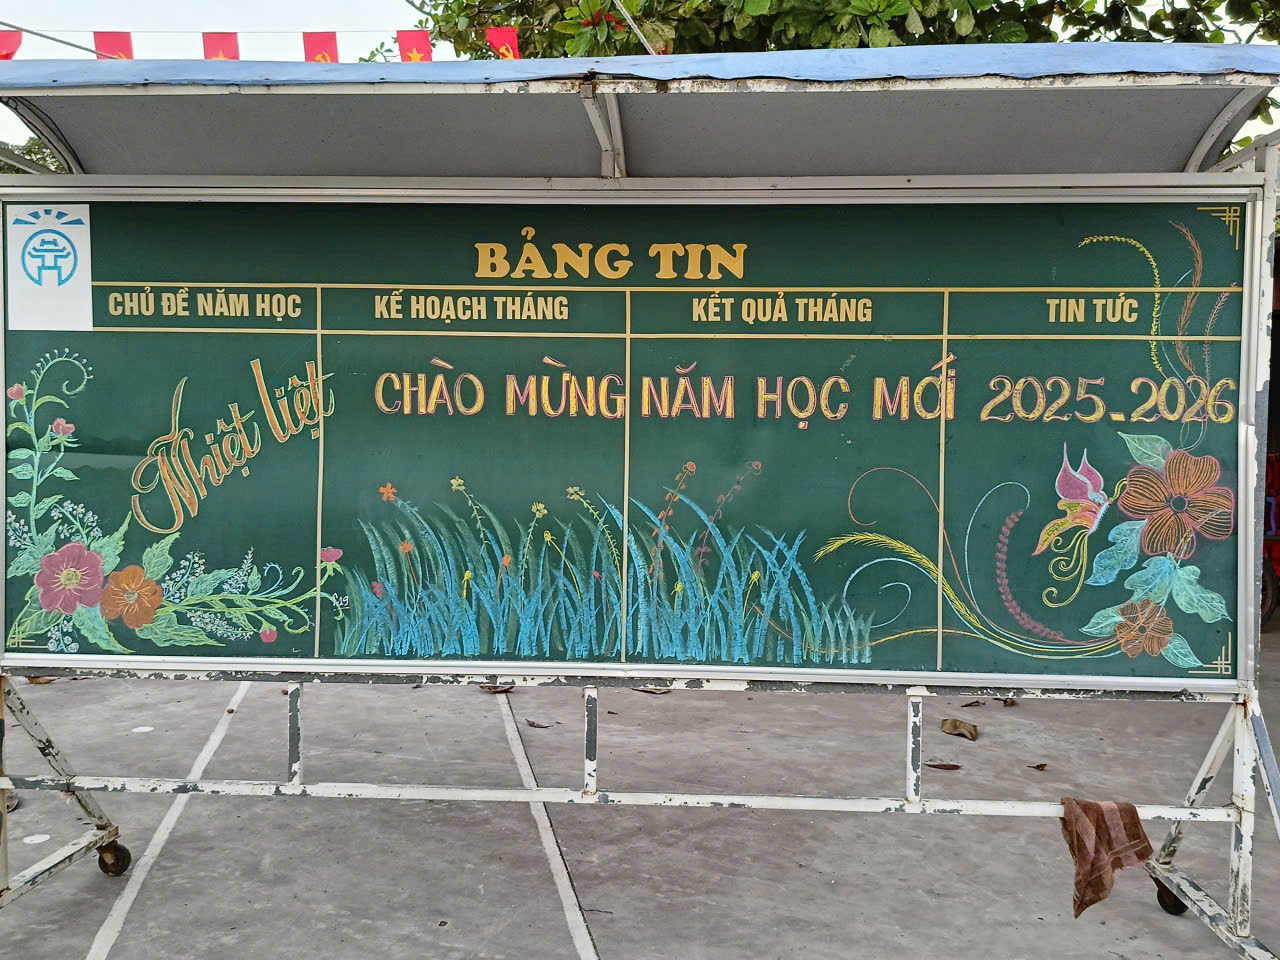 BẢNG TIN
CHỦ ĐỀ NĂM HỌC
KẾ HOẠCH THÁNG
KẾT QUẢ THÁNG
TIN TỨC
Nhiệt liệt
CHÀO MỪNG NĂM HỌC MỚI 2025-2026